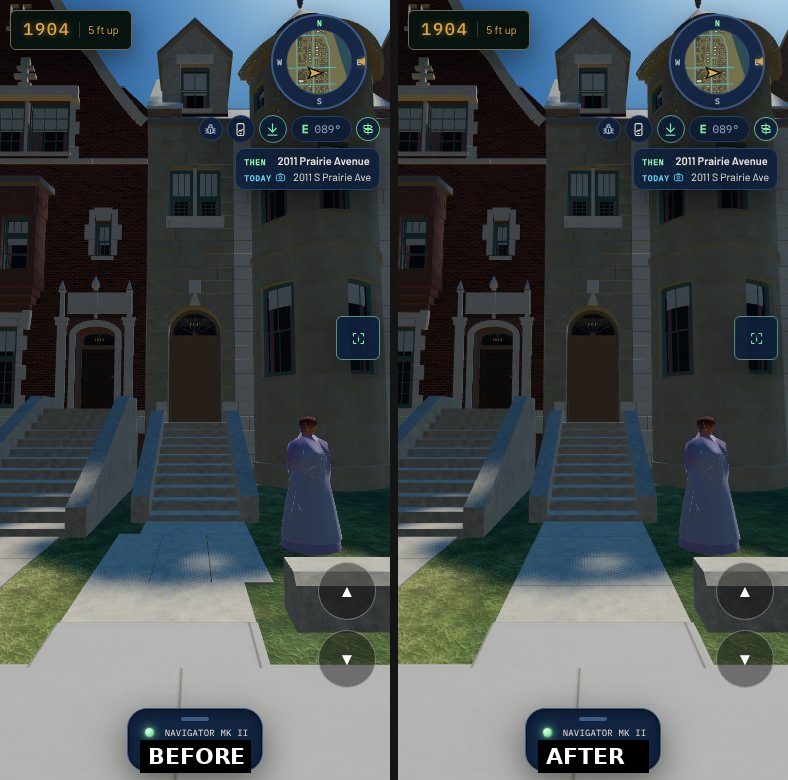 1904 5 ft up
N
W E
S
E 089°
THEN 2011 Prairie Avenue
TODAY 2011 S Prairie Ave
▲
▼
NAVIGATOR MK II
BEFORE
1904 5 ft up
N
W E
S
E 089°
THEN 2011 Prairie Avenue
TODAY 2011 S Prairie Ave
▲
▼
NAVIGATOR MK II
AFTER